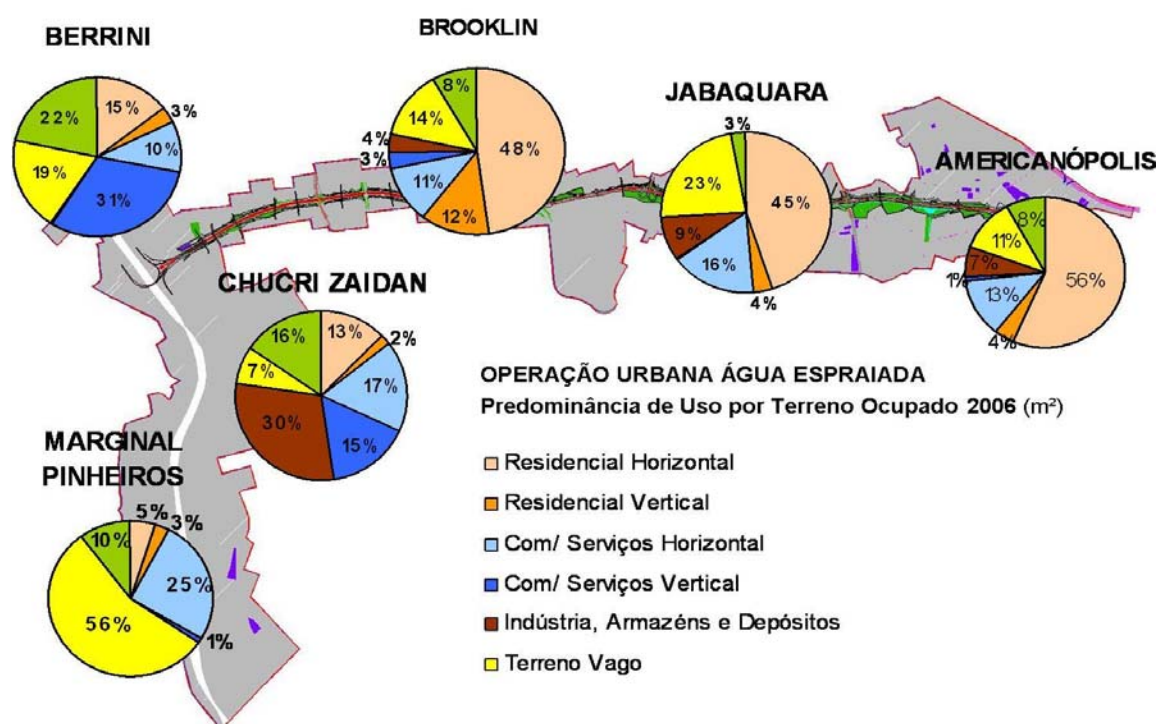 BERRINI
15%
3%
10%
31%
19%
22%
BROOKLIN
8%
48%
12%
11%
3%
4%
14%
JABAQUARA
3%
45%
4%
16%
9%
23%
AMERICANÓPOLIS
8%
56%
4%
13%
1%
7%
11%
CHUCRI ZAIDAN
13%
2%
17%
15%
30%
7%
16%
MARGINAL
PINHEIROS
5%
3%
25%
1%
56%
10%
OPERAÇÃO URBANA ÁGUA ESPRAIADA
Predominância de Uso por Terreno Ocupado 2006 (m²)
Residencial Horizontal
Residencial Vertical
Com/ Serviços Horizontal
Com/ Serviços Vertical
Indústria, Armazéns e Depósitos
Terreno Vago